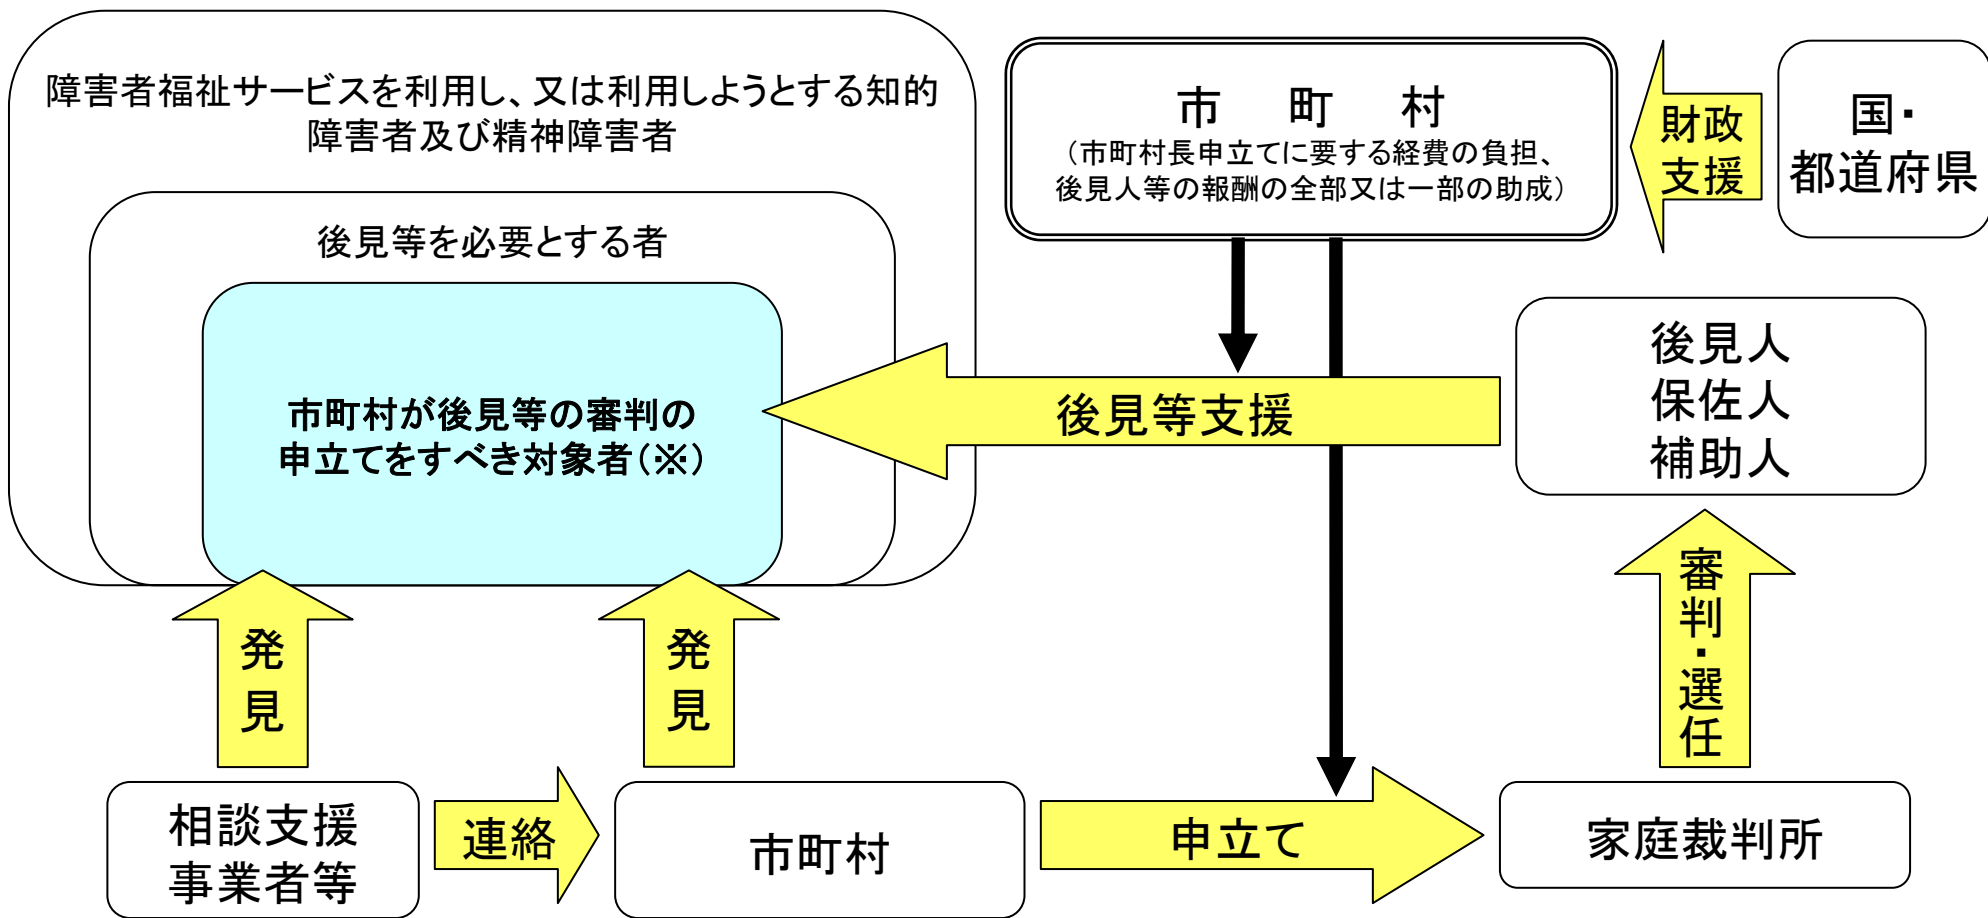 障害者福祉サービスを利用し、又は利用しようとする知的
障害者及び精神障害者
後見等を必要とする者
市町村が後見等の審判の
申立てをすべき対象者(※)
市 町 村
(市町村長申立てに要する経費の負担、
後見人等の報酬の全部又は一部の助成)
財政
支援
国・
都道府県
後見等支援
後見人
保佐人
補助人
発見
発見
審判・選任
相談支援
事業者等
連絡
市町村
申立て
家庭裁判所